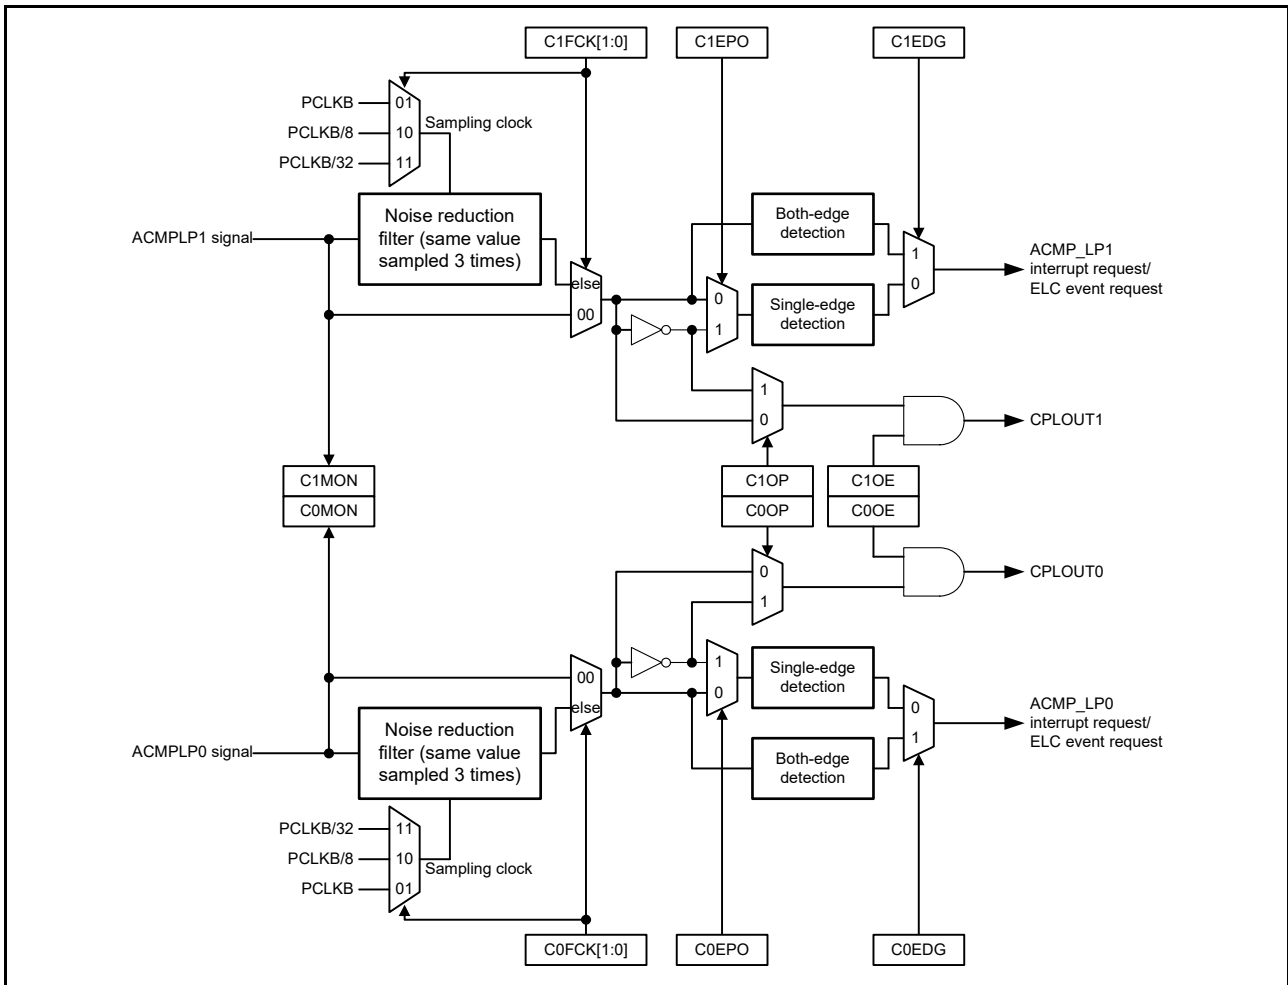 C1FCK[1:0]
C1EPO
C1EDG
PCLKB
01
PCLKB/8
10
Sampling clock
PCLKB/32
11
ACMPLP1 signal
Noise reduction
filter (same value
sampled 3 times)
else
00
0
1
Both-edge
detection
Single-edge
detection
1
0
ACMP_LP1
interrupt request/
ELC event request
1
0
CPLOUT1
C1MON
C0MON
C1OP
C0OP
C1OE
C0OE
0
1
CPLOUT0
00
else
1
0
Single-edge
detection
Both-edge
detection
0
1
ACMP_LP0
interrupt request/
ELC event request
ACMPLP0 signal
Noise reduction
filter (same value
sampled 3 times)
PCLKB/32
11
PCLKB/8
10
Sampling clock
PCLKB
01
C0FCK[1:0]
C0EPO
C0EDG